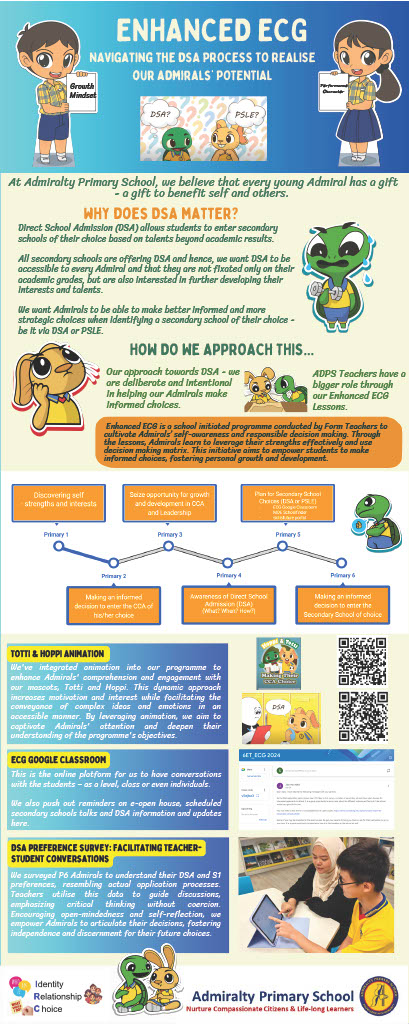 ENHANCED ECG
NAVIGATING THE DSA PROCESS TO REALISE
OUR ADMIRALS' POTENTIAL
Growth
Mindset
DSA?
PSLE?
At Admiralty Primary School, we believe that every young Admiral has a gift
- a gift to benefit self and others.
WHY DOES DSA MATTER?
Direct School Admission (DSA) allows students to enter secondary
schools of their choice based on talents beyond academic results.
All secondary schools are offering DSA and hence, we want DSA to be
accessible to every Admiral and that they are not fixated only on their
academic grades, but are also interested in further developing their
interests and talents.
We want Admirals to be able to make better informed and more
strategic choices when identifying a secondary school of their choice -
be it via DSA or PSLE.
HOW DO WE APPROACH THIS...
Our approach towards DSA - we
are deliberate and intentional
in helping our Admirals make
informed choices.
ADPS Teachers have a
bigger role through
our Enhanced ECG
Lessons.
Enhanced ECG is a school initiated programme conducted by Form Teachers to
cultivate Admirals' self-awareness and responsible decision making. Through
the lessons, Admirals learn to leverage their strengths effectively and use
decision making matrix. This initiative aims to empower students to make
informed choices, fostering personal growth and development.
Discovering self
strengths and interests
Seize opportunity for growth
and development in CCA
and Leadership
Plan for Secondary School
Choices (DSA or PSLE)
ECG Google Classroom
Primary 1
Primary 3
Primary 5
Primary 2
Primary 4
Primary 6
Making an informed
decision to enter the CCA of
his/her choice
Awareness of Direct School
Admission (DSA)
(What? When? How?)
Making an informed
decision to enter the
Secondary School of choice
TOTTI & HOPPI ANIMATION
We've integrated animation into our programme to
enhance Admirals' comprehension and engagement with
our mascots, Totti and Hoppi. This dynamic approach
increases motivation and interest while facilitating the
conveyance of complex ideas and emotions in an
accessible manner. By leveraging animation, we aim to
captivate Admirals' attention and deepen their
understanding of the programme's objectives.
Hoppi & Totti
Making Their
CCA Choice
DSA
ECG GOOGLE CLASSROOM
This is the online platform for us to have conversations
with the students – as a level, class or even individuals.
We also push out reminders on e-open house, scheduled
secondary schools talks and DSA information and updates
here.
6ET_ECG 2024
DSA PREFERENCE SURVEY: FACILITATING TEACHER-
STUDENT CONVERSATIONS
We surveyed P6 Admirals to understand their DSA and S1
preferences, resembling actual application processes.
Teachers utilise this data to guide discussions,
emphasizing critical thinking without coercion.
Encouraging open-mindedness and self-reflection, we
empower Admirals to articulate their decisions, fostering
independence and discernment for their future choices.
Identity
Relationship
Choice
Admiralty Primary School
Nurture Compassionate Citizens & Life-long Learners